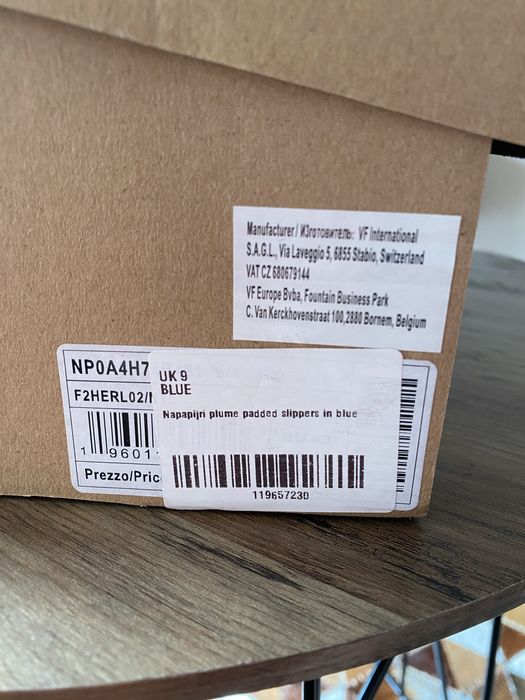 Manufacturer / Изготовитель: VF International
S.A.G.L., Via Laveggio 5, 6855 Stabio, Switzerland
VAT CZ 680679144
VF Europe Bvba, Fountain Business Park
C. Van Kerckhovenstraat 100, 2880 Bornem, Belgium
NP0A4H7
F2HERL02/
1 96011
Prezzo/Pric
UK 9
BLUE
Napapijri plume padded slippers in blue
119657230